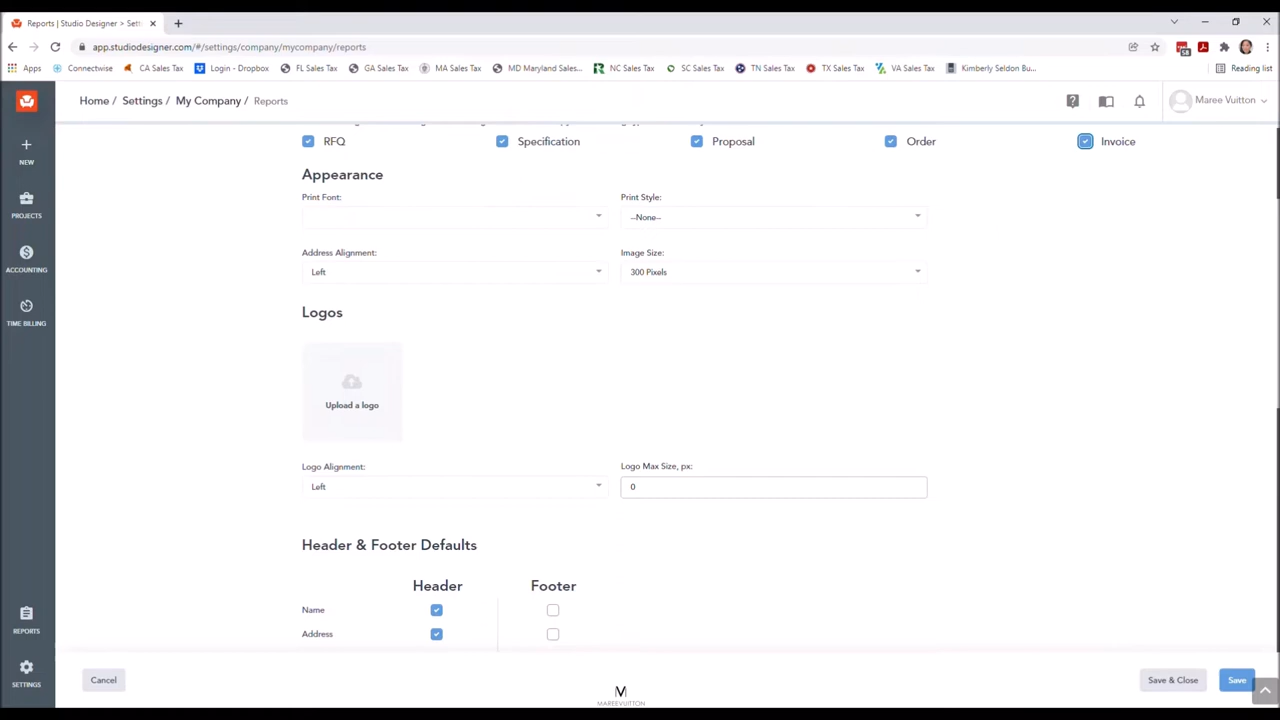 Reports | Studio Designer > Sett
app.studiodesigner.com/#/settings/company/mycompany/reports
58
Apps Connectwise CA Sales Tax Login - Dropbox FL Sales Tax GA Sales Tax MA Sales Tax MD Maryland Sales... NC Sales Tax SC Sales Tax TN Sales Tax TX Sales Tax VA Sales Tax Kimberly Seldon Bu... Reading list
Home / Settings / My Company / Reports Maree Vuitton
NEW
PROJECTS
ACCOUNTING
TIME BILLING
REPORTS
SETTINGS
RFQ Specification Proposal Order Invoice
Appearance
Print Font: Print Style:
--None--
Address Alignment: Image Size:
Left 300 Pixels
Logos
Upload a logo
Logo Alignment: Logo Max Size, px:
Left 0
Header & Footer Defaults
Header Footer
Name
Address
Cancel Save & Close Save
M
MAREEVUITTON